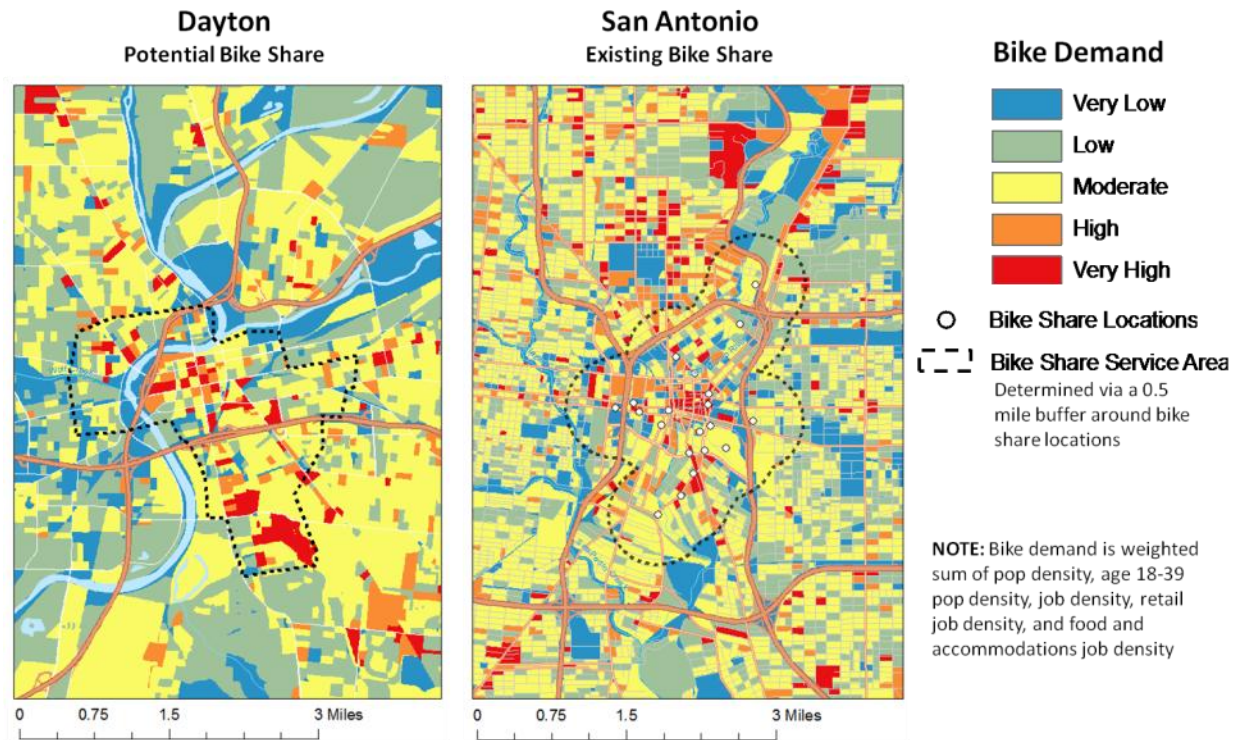 Dayton
Potential Bike Share
San Antonio
Existing Bike Share
Bike Demand
Very Low
Low
Moderate
High
Very High
Bike Share Locations
Bike Share Service Area
Determined via a 0.5
mile buffer around bike
share locations
NOTE: Bike demand is weighted
sum of pop density, age 18-39
pop density, job density, retail
job density, and food and
accommodations job density
0 0.75 1.5 3 Miles
0 0.75 1.5 3 Miles